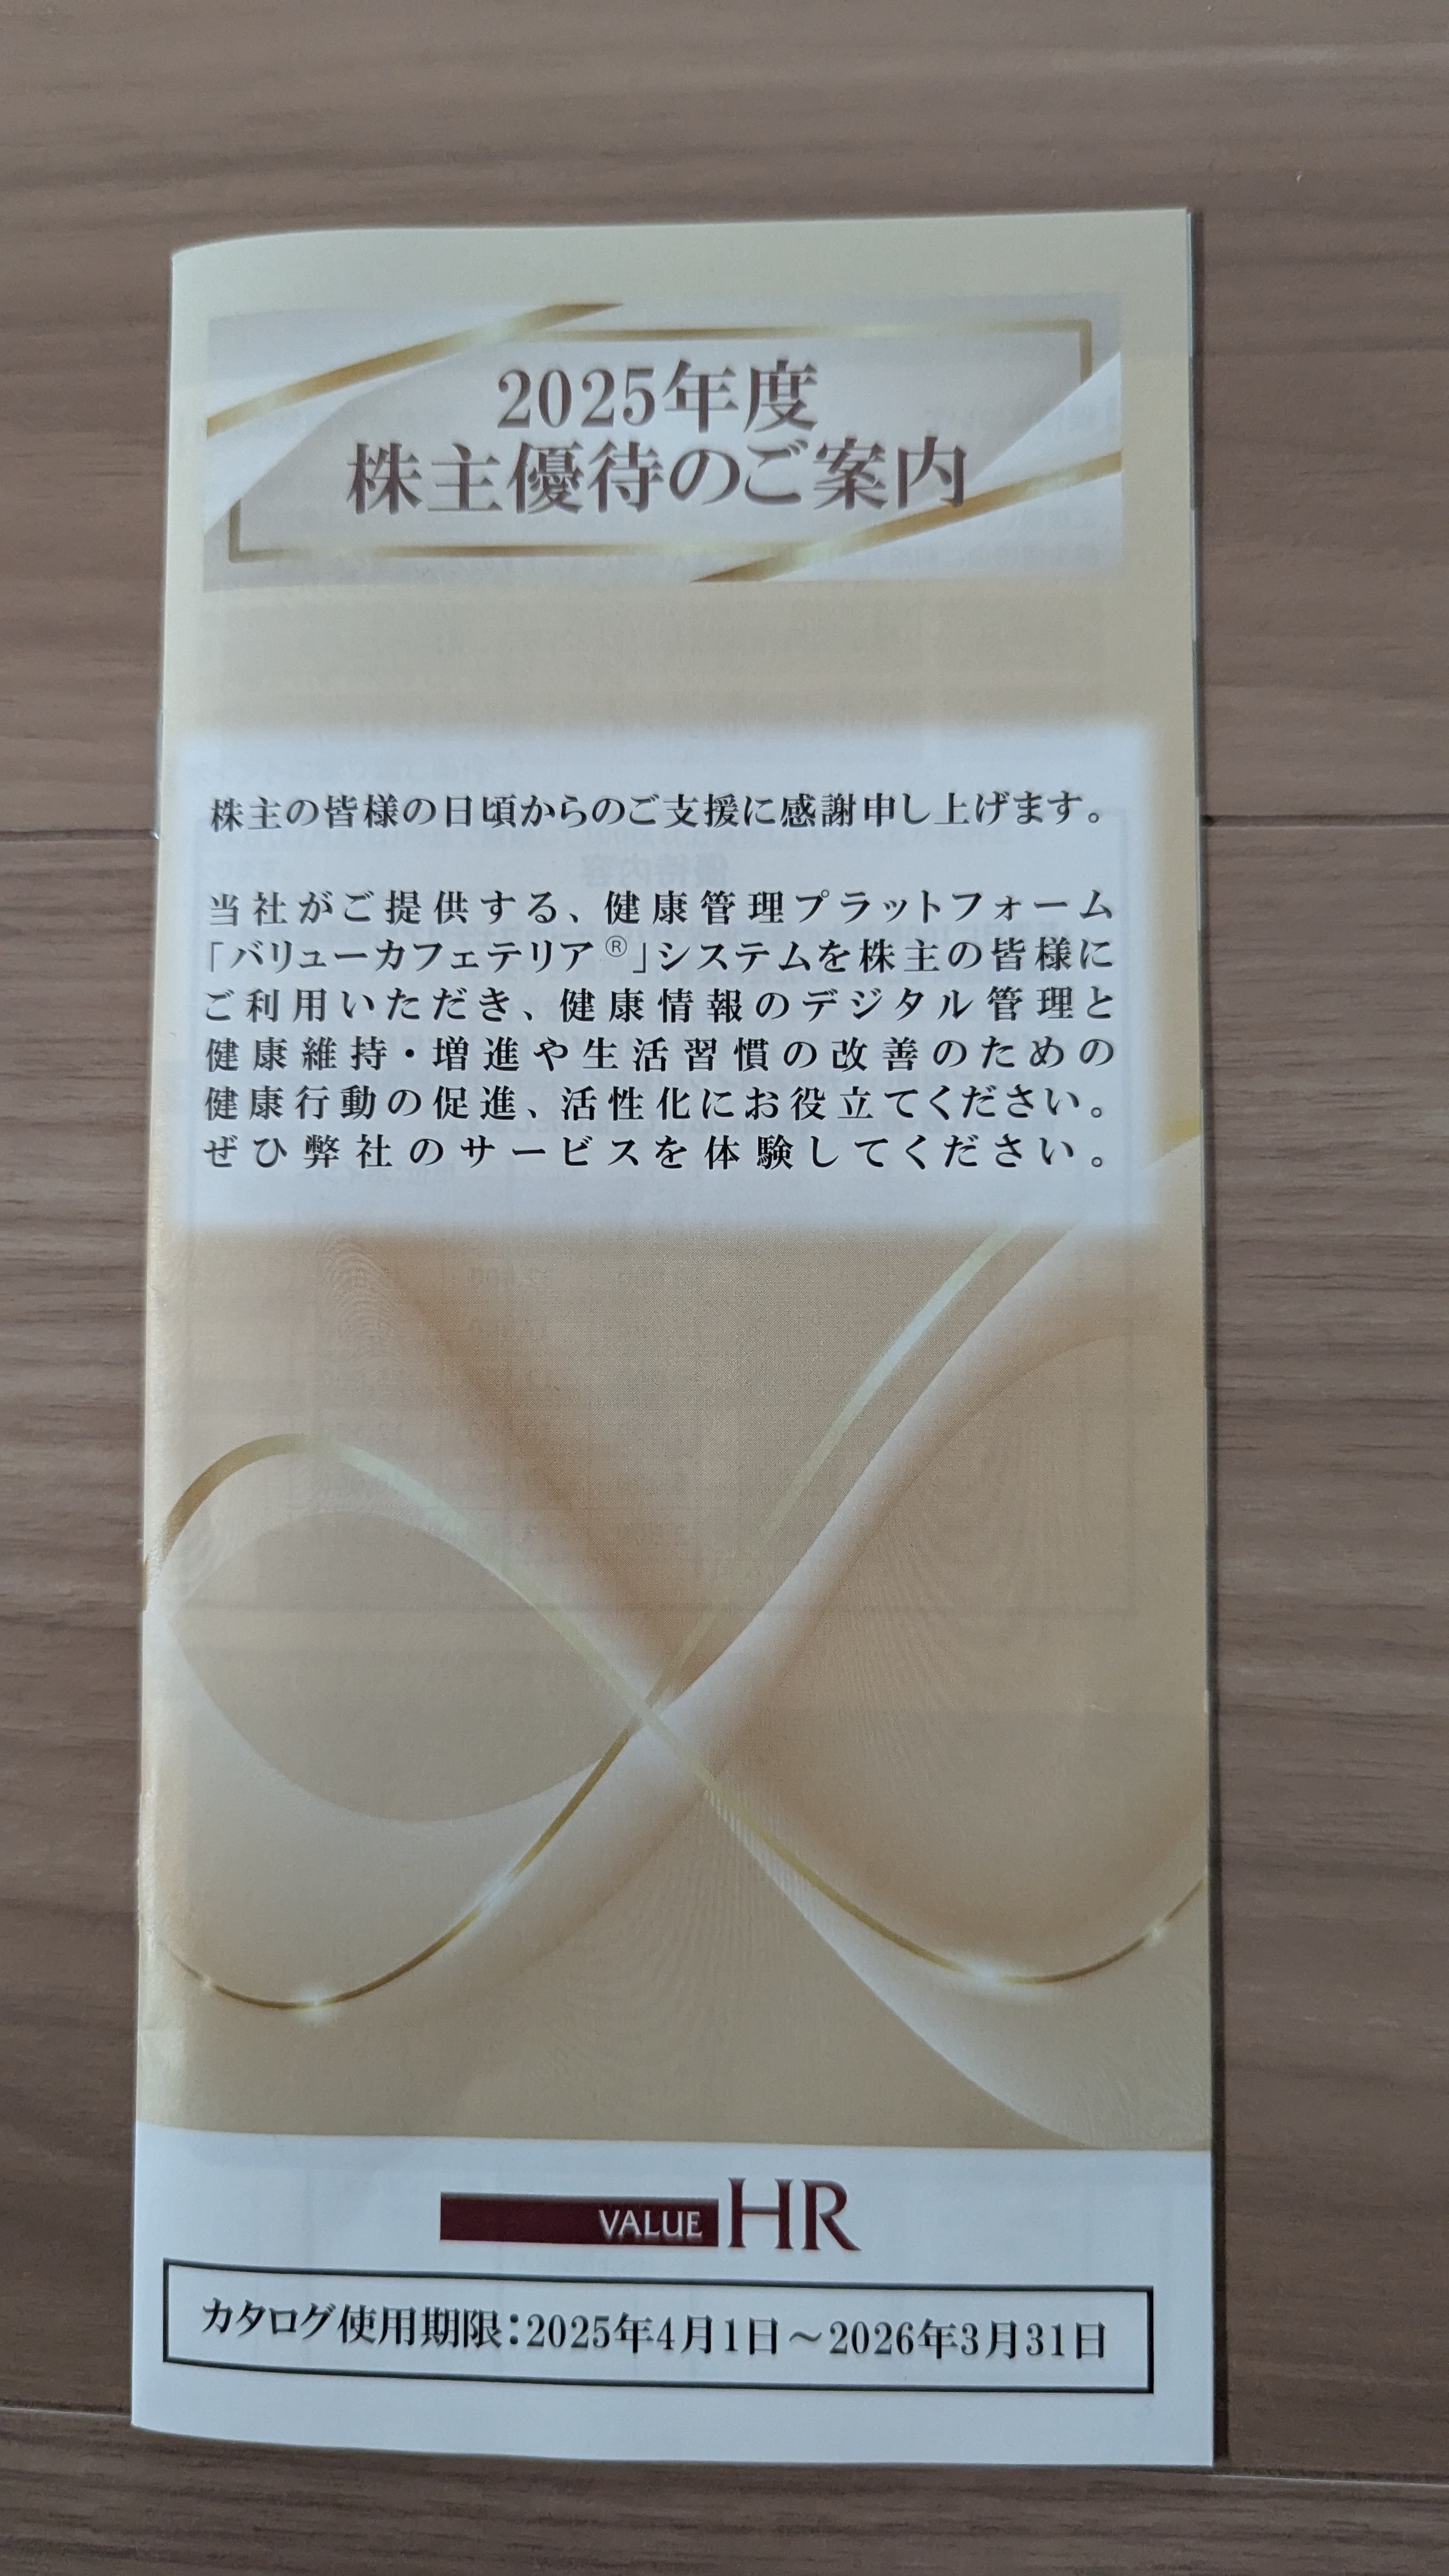 2025年度
株主優待のご案内
株主の皆様の日頃からのご支援に感謝申し上げます。
当社がご提供する、健康管理プラットフォーム
「バリューカフェテリア®」システムを株主の皆様に
ご利用いただき、健康情報のデジタル管理と
健康維持・増進や生活習慣の改善のための
健康行動の促進、活性化にお役立てください。
ぜひ弊社のサービスを体験してください。
VALUE HR
カタログ使用期限：2025年4月1日～2026年3月31日